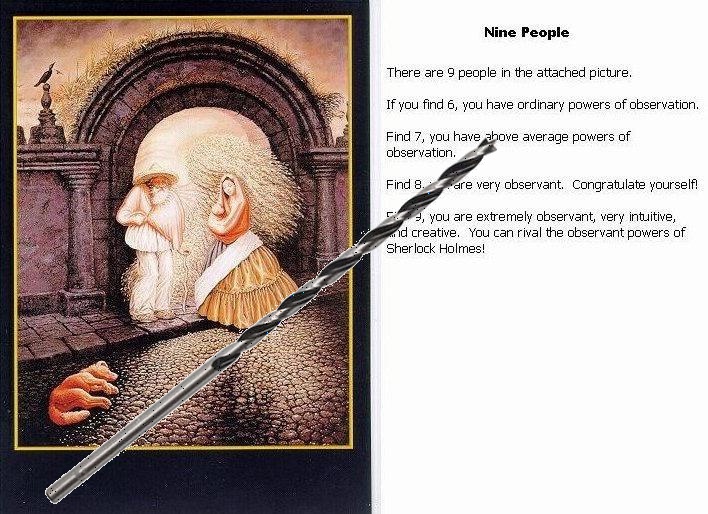 Nine People
There are 9 people in the attached picture.
If you find 6, you have ordinary powers of observation.
Find 7, you have above average powers of
observation.
Find 8, are very observant. Congratulate yourself!
Find 9, you are extremely observant, very intuitive,
and creative. You can rival the observant powers of
Sherlock Holmes!